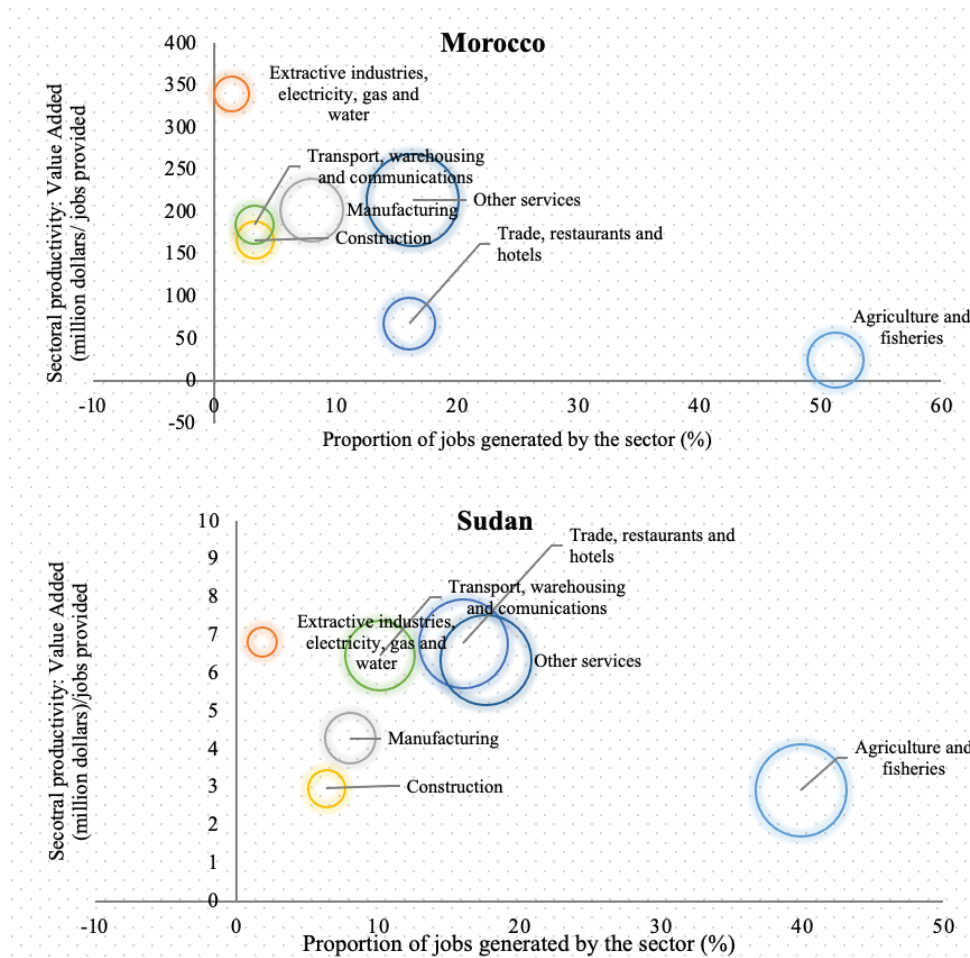 Morocco
400
350
300
250
200
150
100
50
0
-50
Sectoral productivity: Value Added
(million dollars/ jobs provided
Extractive industries,
electricity, gas and
water
Transport, warehousing
and communications
Other services
Manufacturing
Construction
Trade, restaurants and
hotels
Agriculture and
fisheries
-10
0
10
20
30
40
50
60
Proportion of jobs generated by the sector (%)
Sudan
10
9
8
7
6
5
4
3
2
1
0
Secotral productivity: Value Added
(million dollars)/jobs provided
Trade, restaurants and
hotels
Transport, warehousing
and comunications
Extractive industries,
electricity, gas and
water
Other services
Manufacturing
Construction
Agriculture and
fisheries
-10
0
10
20
30
40
50
Proportion of jobs generated by the sector (%)